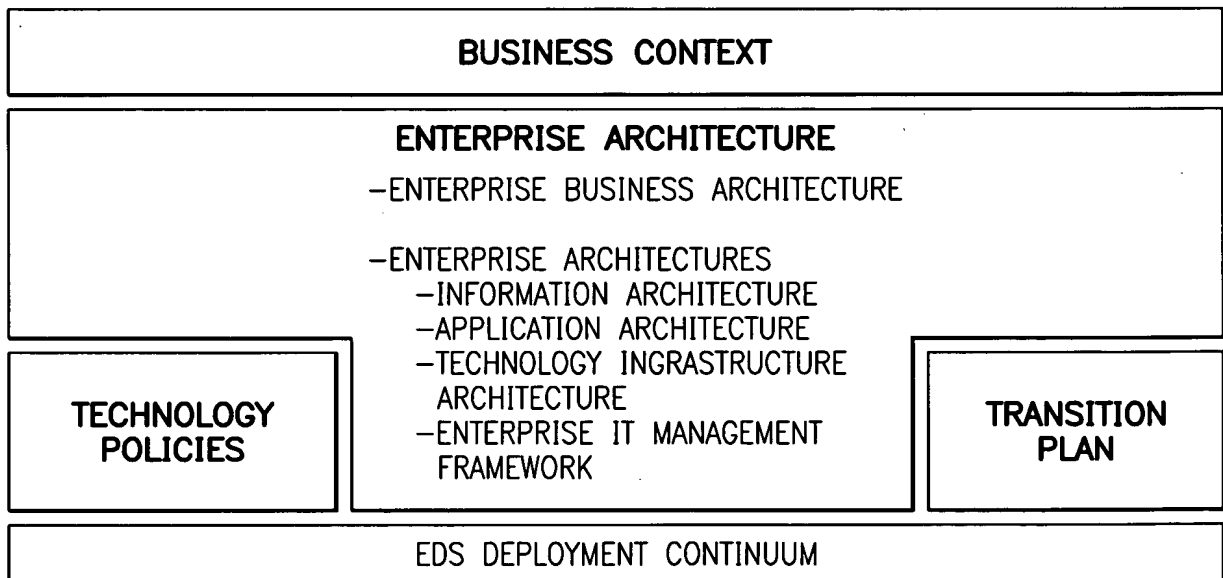 BUSINESS CONTEXT
ENTERPRISE ARCHITECTURE
–ENTERPRISE BUSINESS ARCHITECTURE
–ENTERPRISE ARCHITECTURES
–INFORMATION ARCHITECTURE
–APPLICATION ARCHITECTURE
–TECHNOLOGY INGRASTRUCTURE
ARCHITECTURE
–ENTERPRISE IT MANAGEMENT
FRAMEWORK
TECHNOLOGY
POLICIES
TRANSITION
PLAN
EDS DEPLOYMENT CONTINUUM